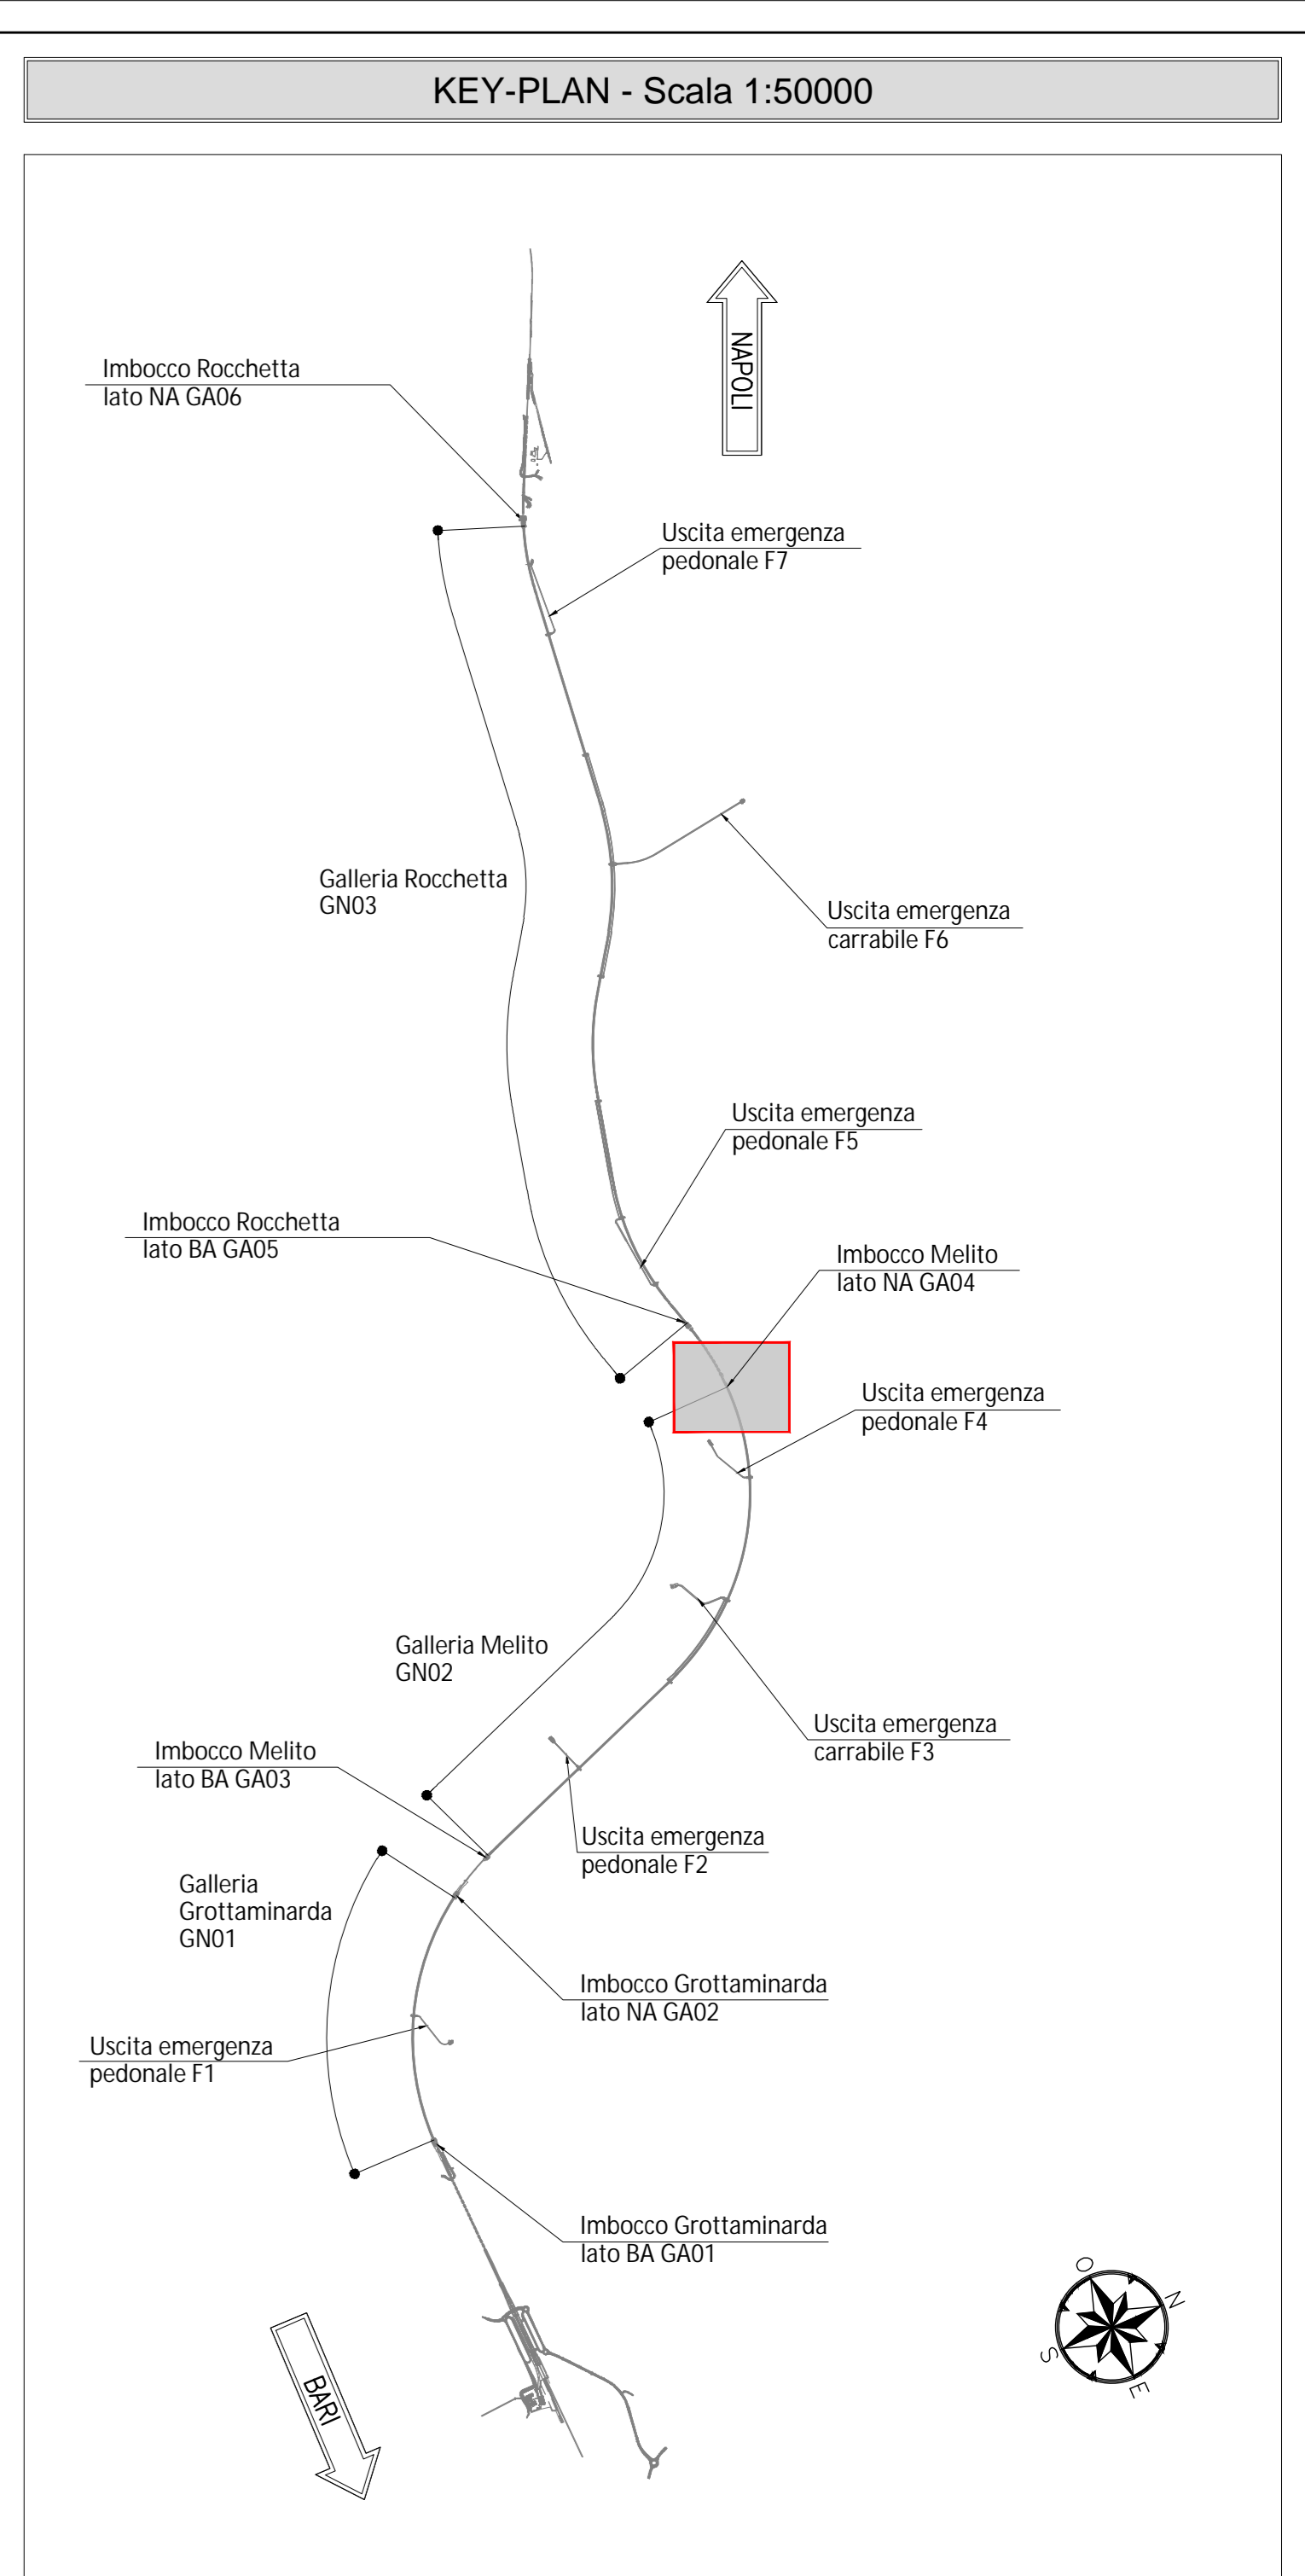 KEY-PLAN - Scala 1:50000
NAPOLI
Imbocco Rocchetta
lato NA GA06
Uscita emergenza
pedonale F7
Galleria Rocchetta
GN03
Uscita emergenza
carrabile F6
Uscita emergenza
pedonale F5
Imbocco Rocchetta
lato BA GA05
Imbocco Melito
lato NA GA04
Uscita emergenza
pedonale F4
Galleria Melito
GN02
Uscita emergenza
carrabile F3
Imbocco Melito
lato BA GA03
Uscita emergenza
pedonale F2
Galleria
Grottaminarda
GN01
Imbocco Grottaminarda
lato NA GA02
Uscita emergenza
pedonale F1
Imbocco Grottaminarda
lato BA GA01
O
N
S
E
BARI